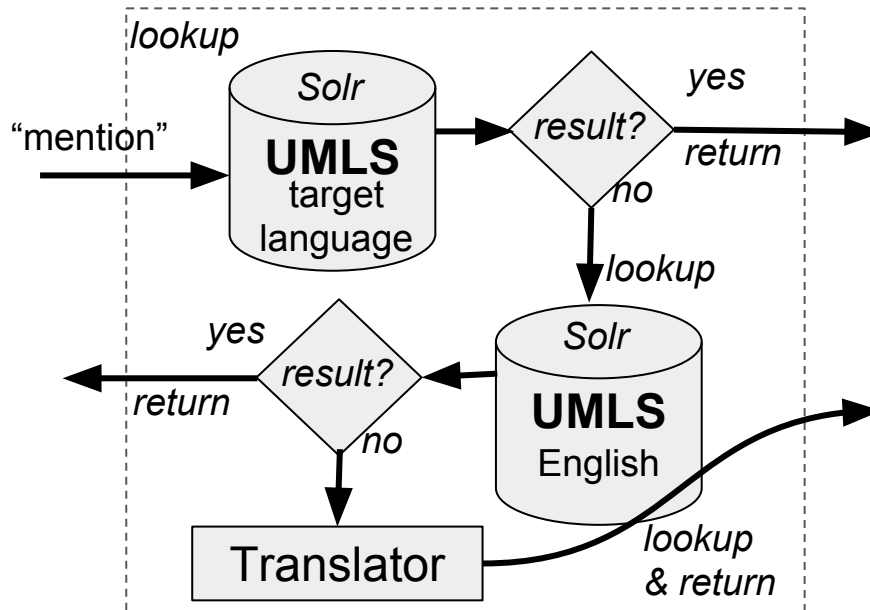 lookup
“mention”
Solr
UMLS
target
language
result?
yes
return
no
lookup
Solr
UMLS
English
result?
yes
return
no
Translator
lookup
& return